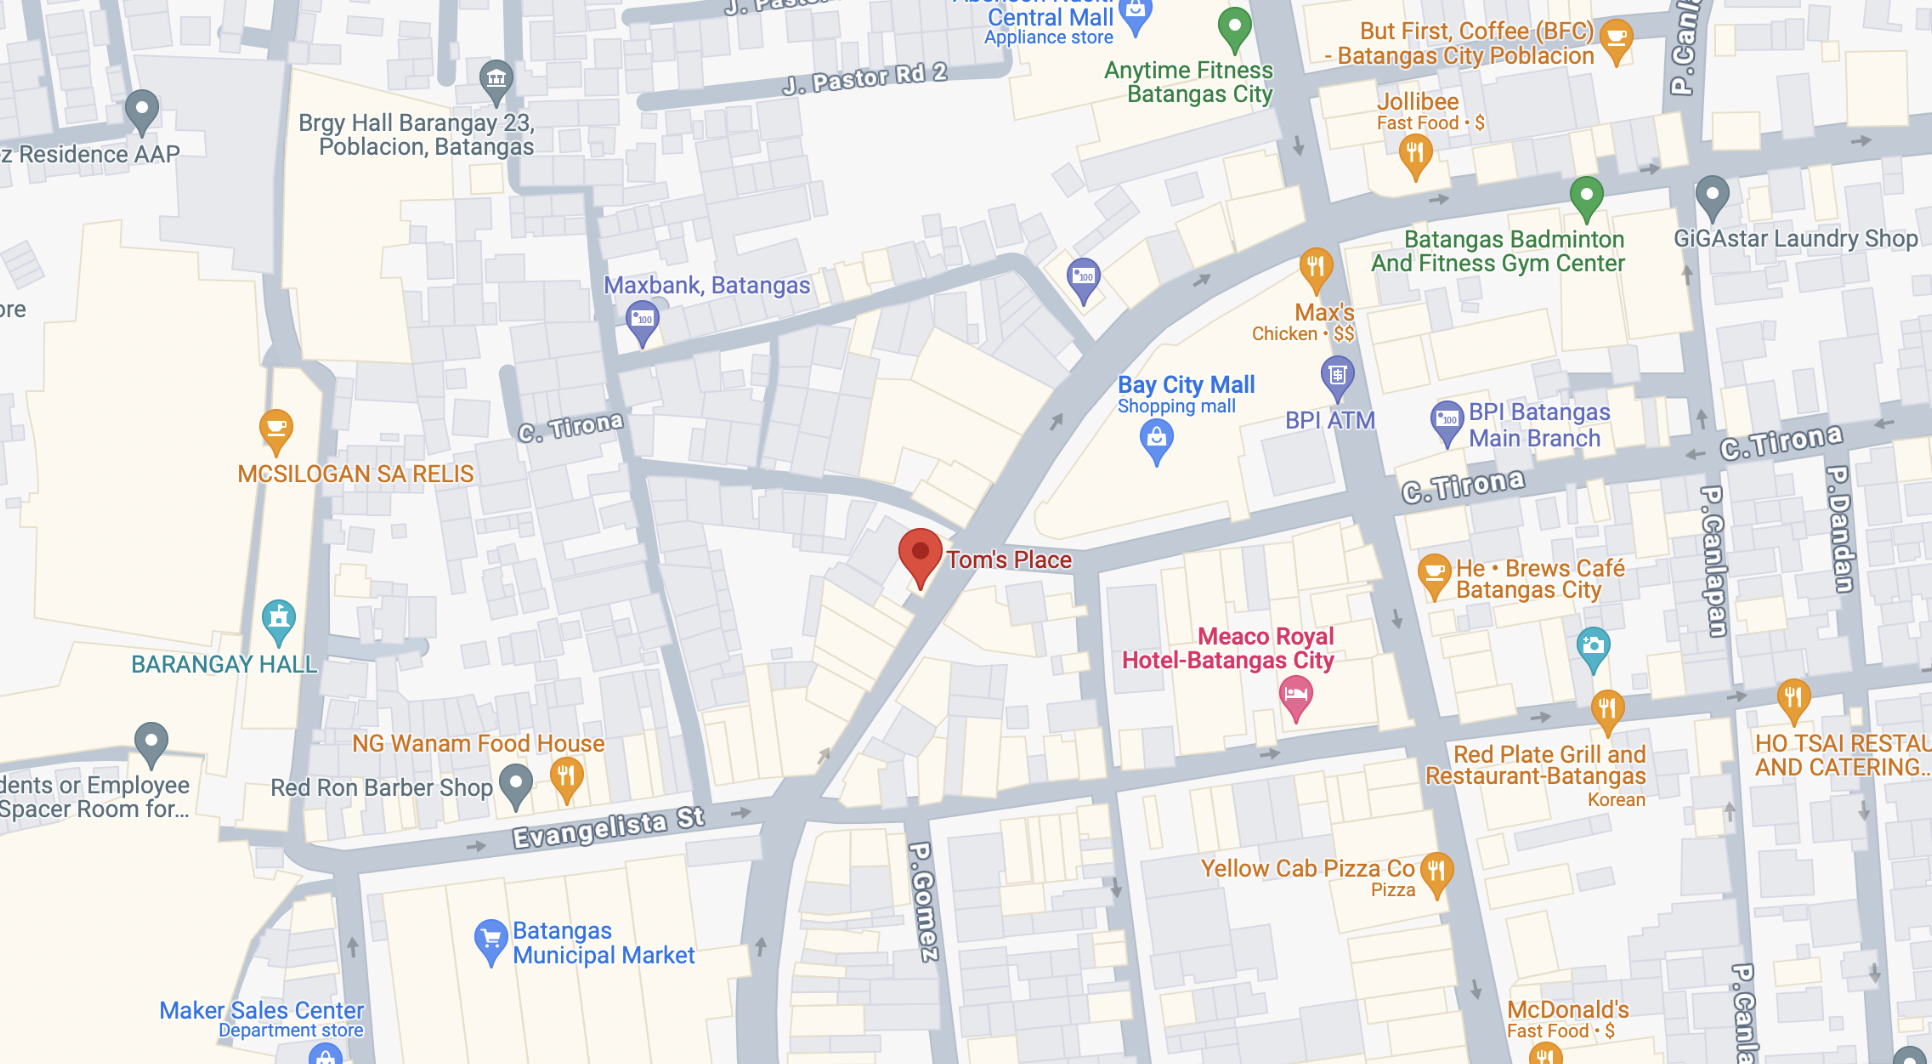 J. Pastor
Central Mall
Appliance store
But First, Coffee (BFC)
- Batangas City Poblacion
P.Canla
J. Pastor Rd 2
Anytime Fitness
Batangas City
Jollibee
Fast Food • $
Brgy Hall Barangay 23,
Poblacion, Batangas
z Residence AAP
Batangas Badminton
And Fitness Gym Center
GiGAstar Laundry Shop
Maxbank, Batangas
100
100
ore
Max's
Chicken • $$
Bay City Mall
Shopping mall
BPI ATM
100
BPI Batangas
Main Branch
C. Tirona
C.Tirona
C.Tirona
MCSILOGAN SA RELIS
P.Canlapan
P.Dandan
Tom's Place
He • Brews Café
Batangas City
Meaco Royal
Hotel-Batangas City
BARANGAY HALL
NG Wanam Food House
Red Ron Barber Shop
dents or Employee
Spacer Room for...
Red Plate Grill and
Restaurant-Batangas
Korean
HO TSAI RESTAU
AND CATERING...
Evangelista St
P.Gomez
Yellow Cab Pizza Co
Pizza
Batangas
Municipal Market
P.Canla
Maker Sales Center
Department store
McDonald's
Fast Food • $